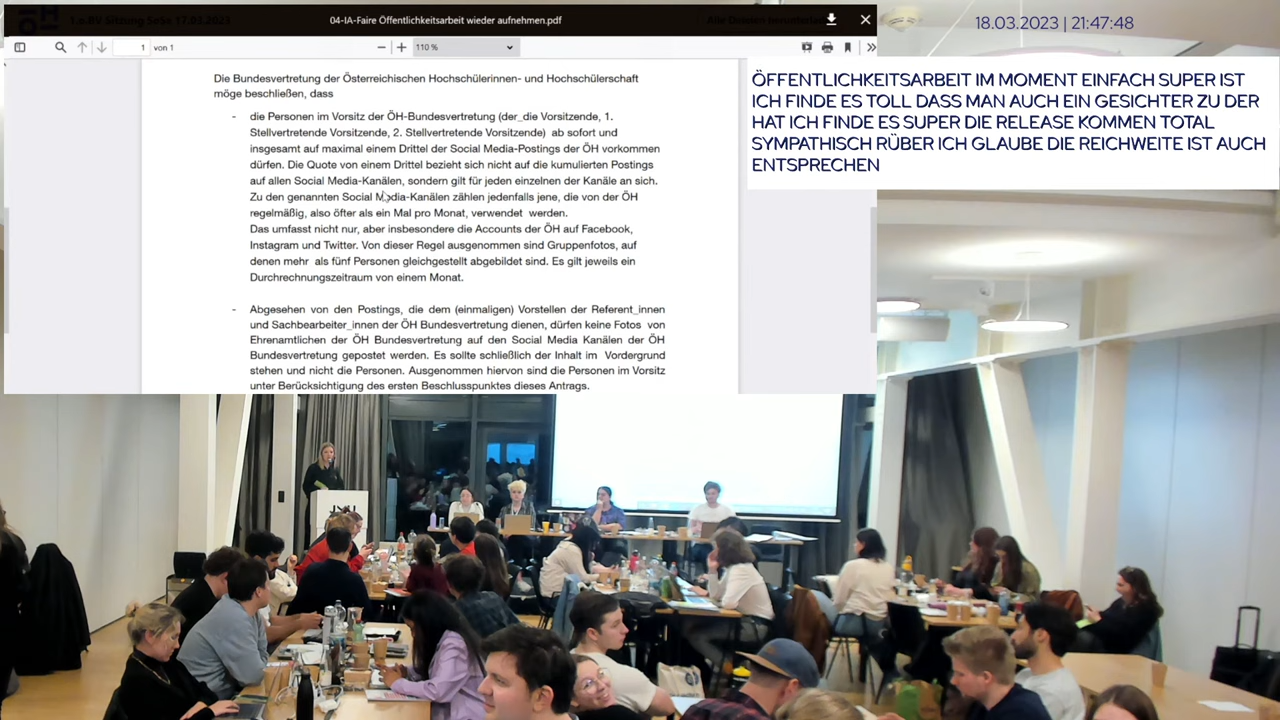 1.o-BV Sitzung SoSe 17.03.2023
04-IA-Faire Öffentlichkeitsarbeit wieder aufnehmen.pdf
18.03.2023 | 21:47:48
1 von 1
110 %
Die Bundesvertretung der Österreichischen Hochschülerinnen- und Hochschülerschaft
möge beschließen, dass
- die Personen im Vorsitz der ÖH-Bundesvertretung (der_die Vorsitzende, 1.
Stellvertretende Vorsitzende, 2. Stellvertretende Vorsitzende) ab sofort und
insgesamt auf maximal einem Drittel der Social Media-Postings der ÖH vorkommen
dürfen. Die Quote von einem Drittel bezieht sich nicht auf die kumulierten Postings
auf allen Social Media-Kanälen, sondern gilt für jeden einzelnen der Kanäle an sich.
Zu den genannten Social Media-Kanälen zählen jedenfalls jene, die von der ÖH
regelmäßig, also öfter als ein Mal pro Monat, verwendet werden.
Das umfasst nicht nur, aber insbesondere die Accounts der ÖH auf Facebook,
Instagram und Twitter. Von dieser Regel ausgenommen sind Gruppenfotos, auf
denen mehr als fünf Personen gleichgestellt abgebildet sind. Es gilt jeweils ein
Durchrechnungszeitraum von einem Monat.
- Abgesehen von den Postings, die dem (einmaligen) Vorstellen der Referent_innen
und Sachbearbeiter_innen der ÖH Bundesvertretung dienen, dürfen keine Fotos von
Ehrenamtlichen der ÖH Bundesvertretung auf den Social Media Kanälen der ÖH
Bundesvertretung gepostet werden. Es sollte schließlich der Inhalt im Vordergrund
stehen und nicht die Personen. Ausgenommen hiervon sind die Personen im Vorsitz
unter Berücksichtigung des ersten Beschlusspunktes dieses Antrags.
ÖFFENTLICHKEITSARBEIT IM MOMENT EINFACH SUPER IST
ICH FINDE ES TOLL DASS MAN AUCH EIN GESICHTER ZU DER
HAT ICH FINDE ES SUPER DIE RELEASE KOMMEN TOTAL
SYMPATHISCH RÜBER ICH GLAUBE DIE REICHWEITE IST AUCH
ENTSPRECHEN